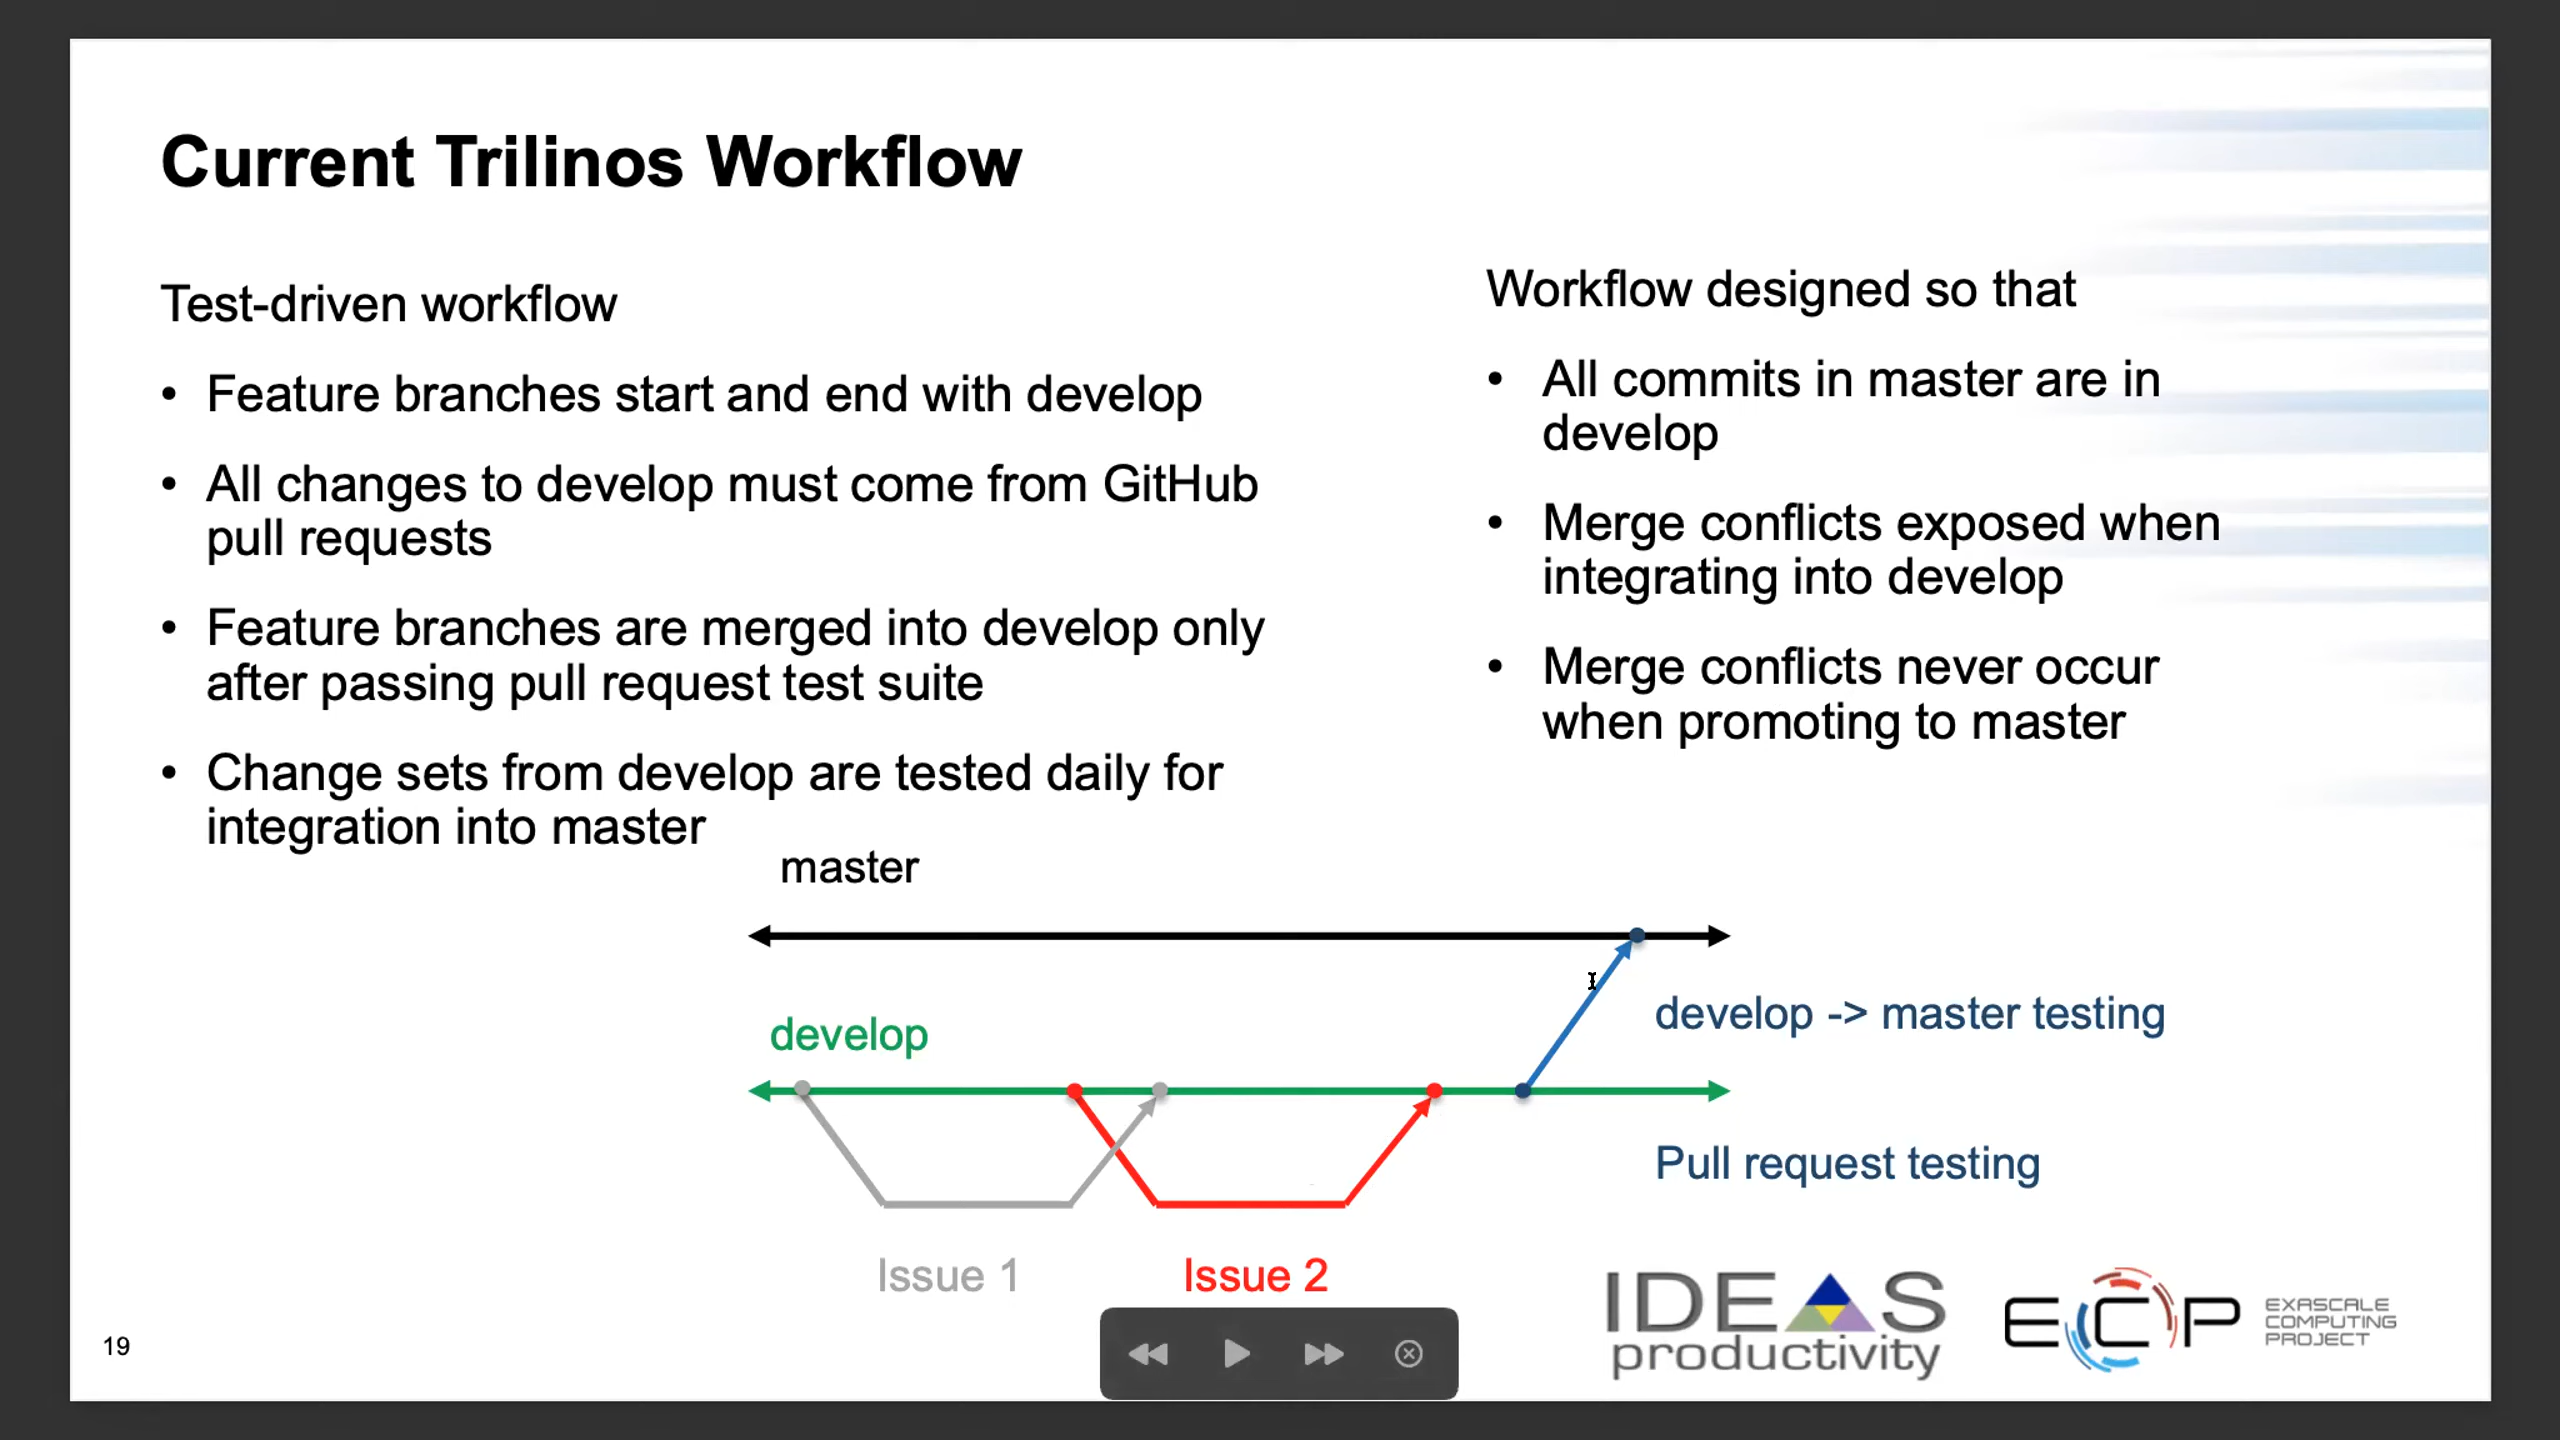 Current Trilinos Workflow
Test-driven workflow
• Feature branches start and end with develop
• All changes to develop must come from GitHub
pull requests
• Feature branches are merged into develop only
after passing pull request test suite
• Change sets from develop are tested daily for
integration into master
Workflow designed so that
• All commits in master are in
develop
• Merge conflicts exposed when
integrating into develop
• Merge conflicts never occur
when promoting to master
master
develop
develop -> master testing
Pull request testing
Issue 1
Issue 2
19
IDEAS
productivity
ECP
EXASCALE
COMPUTING
PROJECT